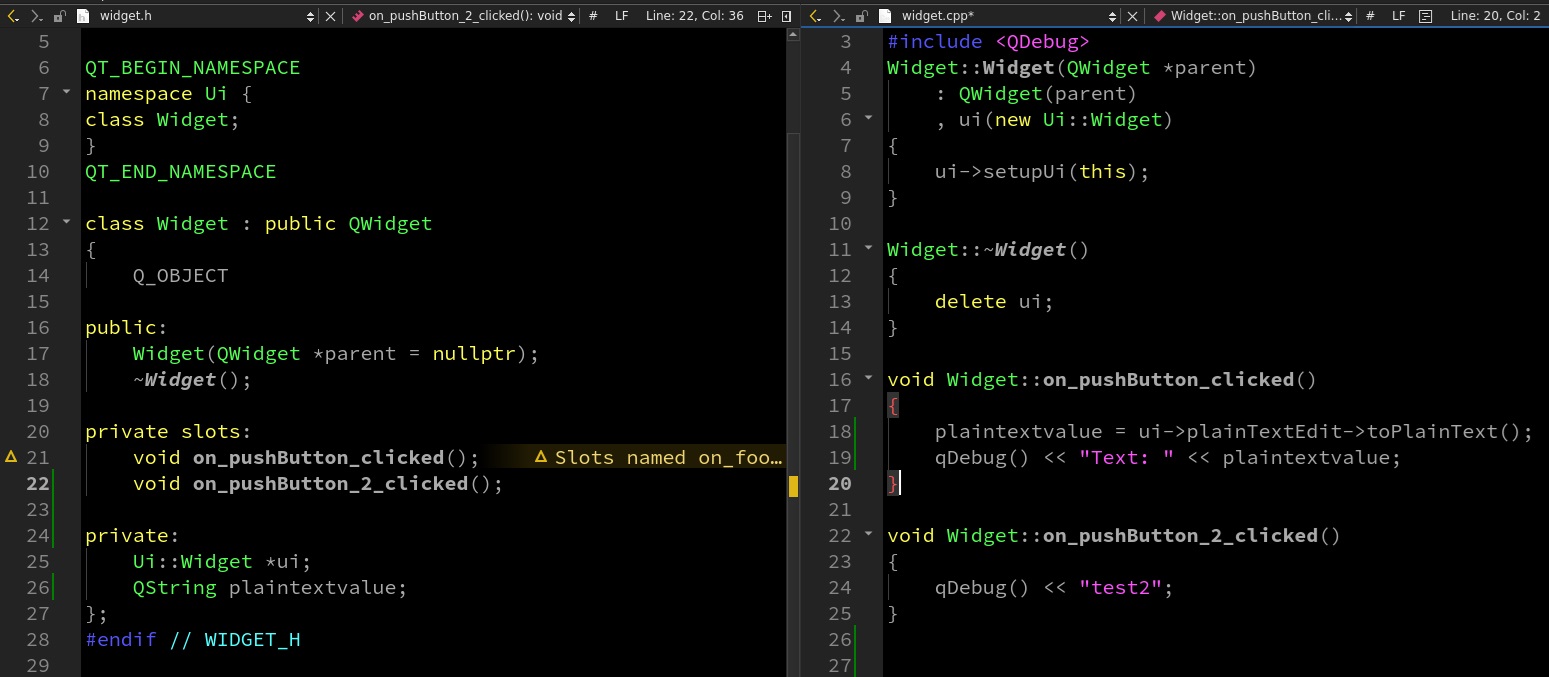 widget.h
on_pushButton_2_clicked(): void
#
LF
Line: 22, Col: 36
5
6 QT_BEGIN_NAMESPACE
7 namespace Ui {
8 class Widget;
9 }
10 QT_END_NAMESPACE
11
12 class Widget : public QWidget
13 {
14     Q_OBJECT
15
16 public:
17     Widget(QWidget *parent = nullptr);
18     ~Widget();
19
20 private slots:
21     void on_pushButton_clicked(); Slots named on_foo…
22     void on_pushButton_2_clicked();
23
24 private:
25     Ui::Widget *ui;
26     QString plaintextvalue;
27 };
28 #endif // WIDGET_H
29
widget.cpp*
Widget::on_pushButton_cli...
#
LF
Line: 20, Col: 2
3 #include <QDebug>
4 Widget::Widget(QWidget *parent)
5     : QWidget(parent)
6     , ui(new Ui::Widget)
7 {
8     ui->setupUi(this);
9 }
10
11 Widget::~Widget()
12 {
13     delete ui;
14 }
15
16 void Widget::on_pushButton_clicked()
17 {
18     plaintextvalue = ui->plainTextEdit->toPlainText();
19     qDebug() << "Text: " << plaintextvalue;
20 }
21
22 void Widget::on_pushButton_2_clicked()
23 {
24     qDebug() << "test2";
25 }
26
27